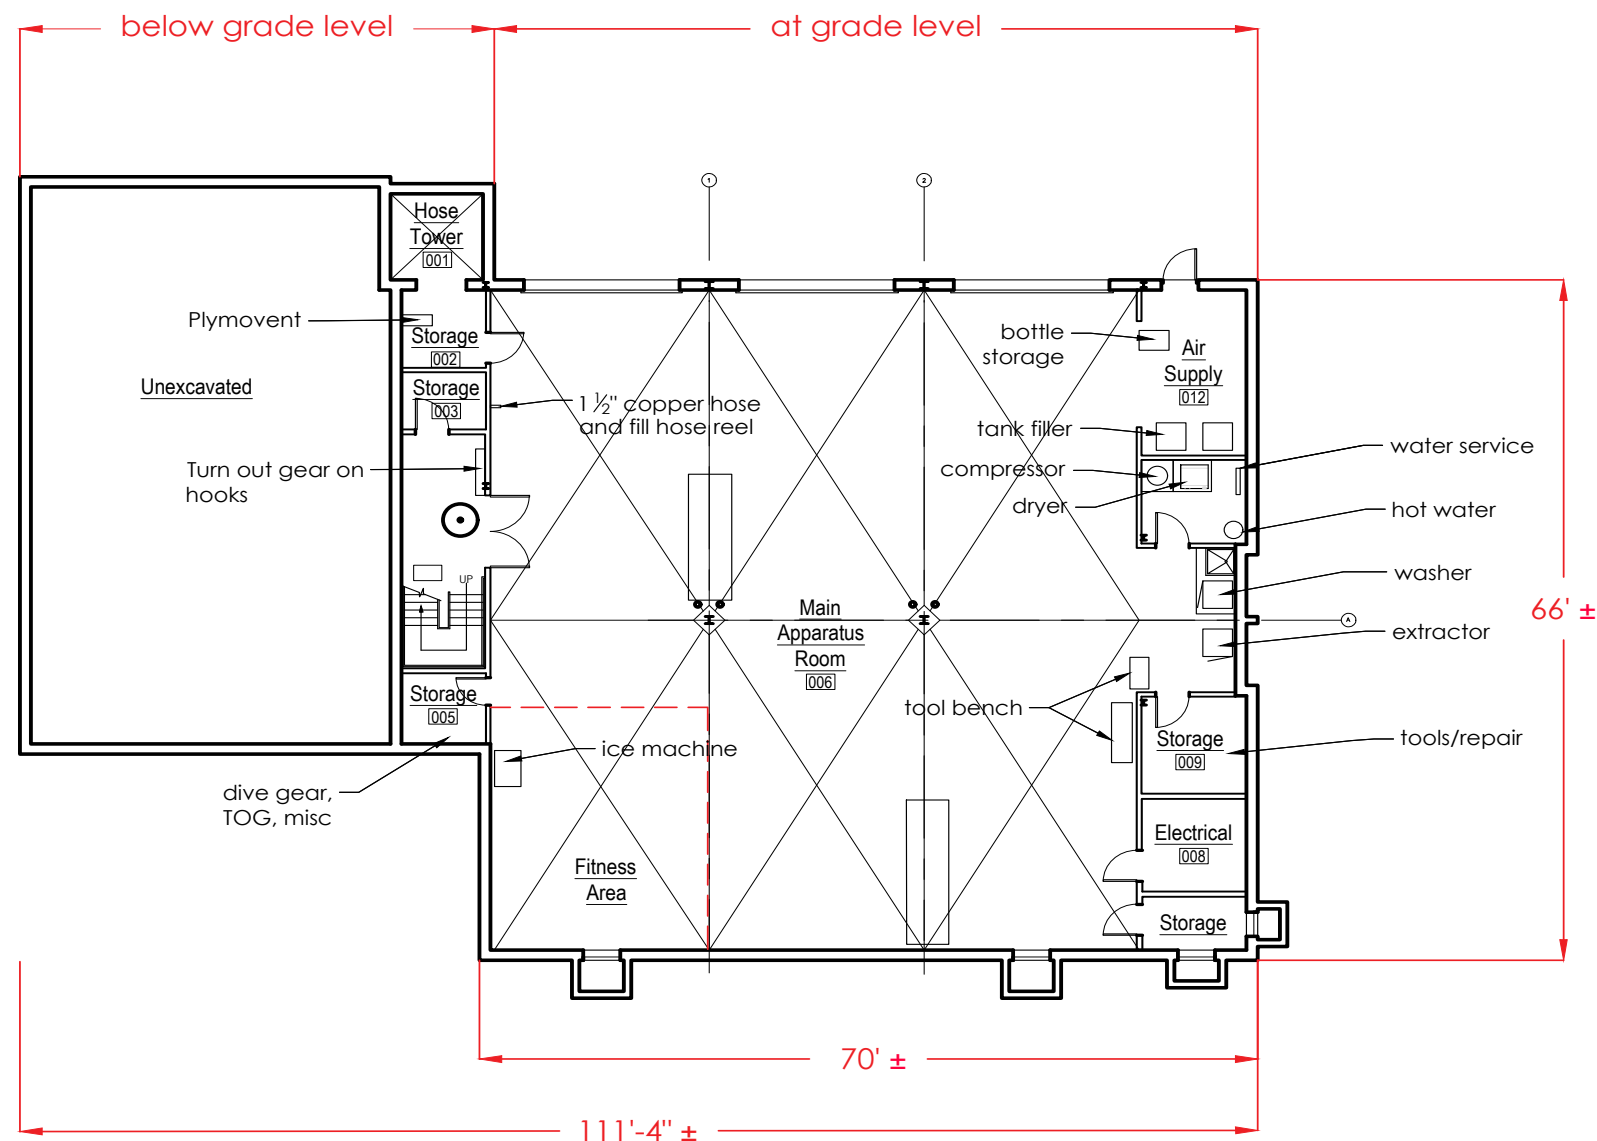 below grade level
at grade level
1
2
Hose
Tower
001
Plymovent
Storage
002
bottle
storage
Air
Supply
012
Unexcavated
Storage
003
1 ½" copper hose
and fill hose reel
tank filler
water service
compressor
Turn out gear on
hooks
dryer
hot water
UP
washer
Main
Apparatus
Room
006
A
66' ±
extractor
Storage
005
tool bench
ice machine
Storage
009
tools/repair
dive gear,
TOG, misc
Electrical
008
Fitness
Area
Storage
70' ±
111'-4" ±